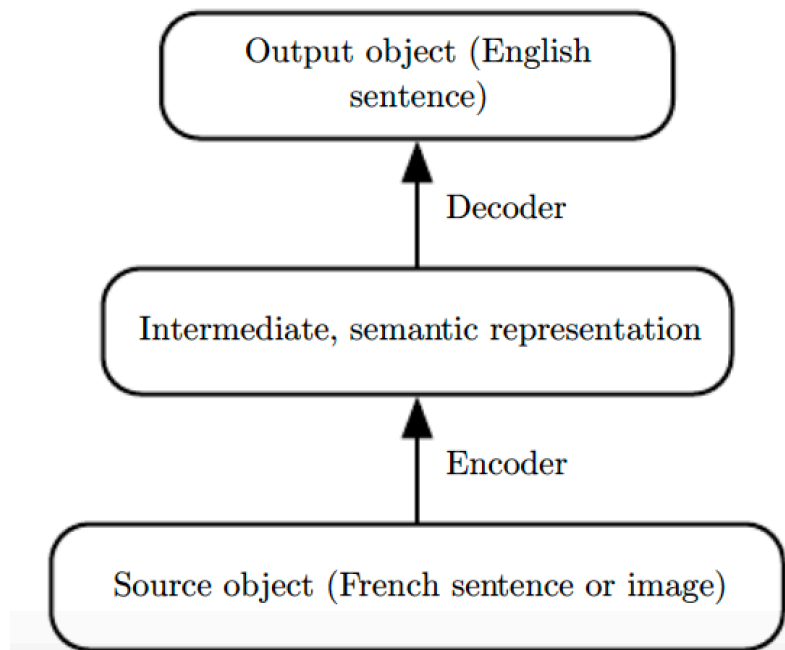 Output object (English
sentence)
Decoder
Intermediate, semantic representation
Encoder
Source object (French sentence or image)